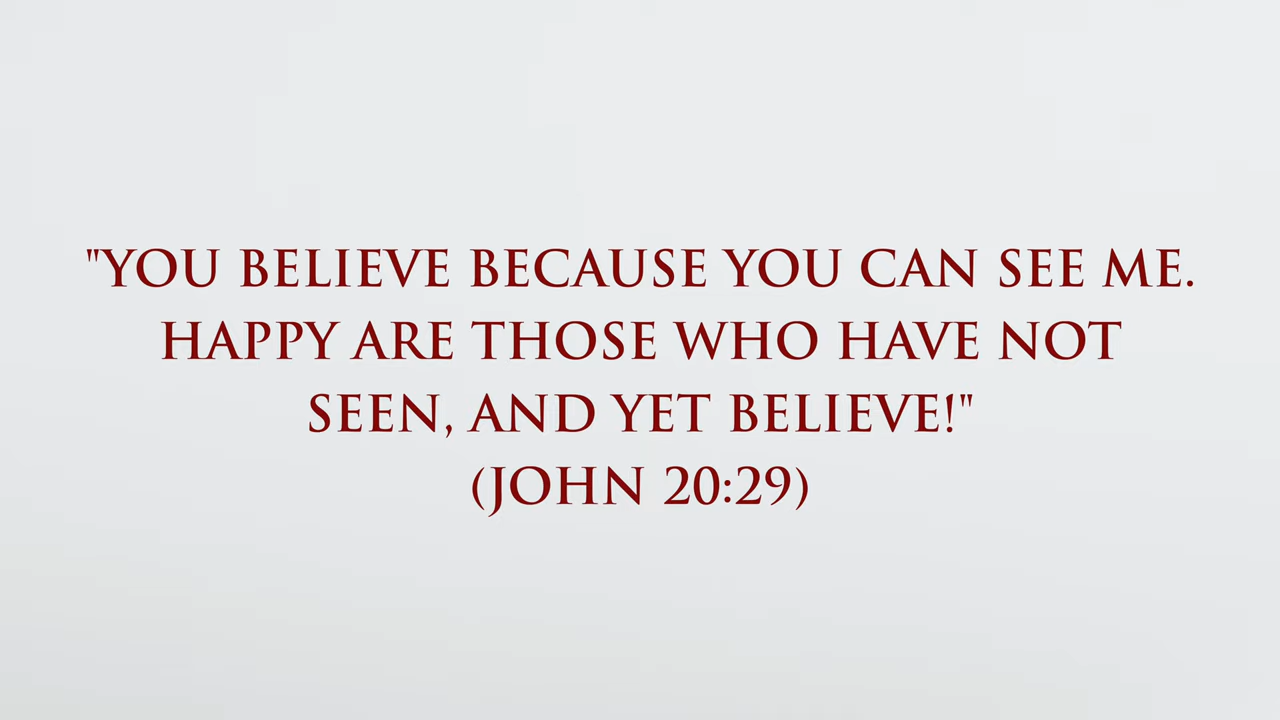 "YOU BELIEVE BECAUSE YOU CAN SEE ME.
HAPPY ARE THOSE WHO HAVE NOT
SEEN, AND YET BELIEVE!"
(JOHN 20:29)